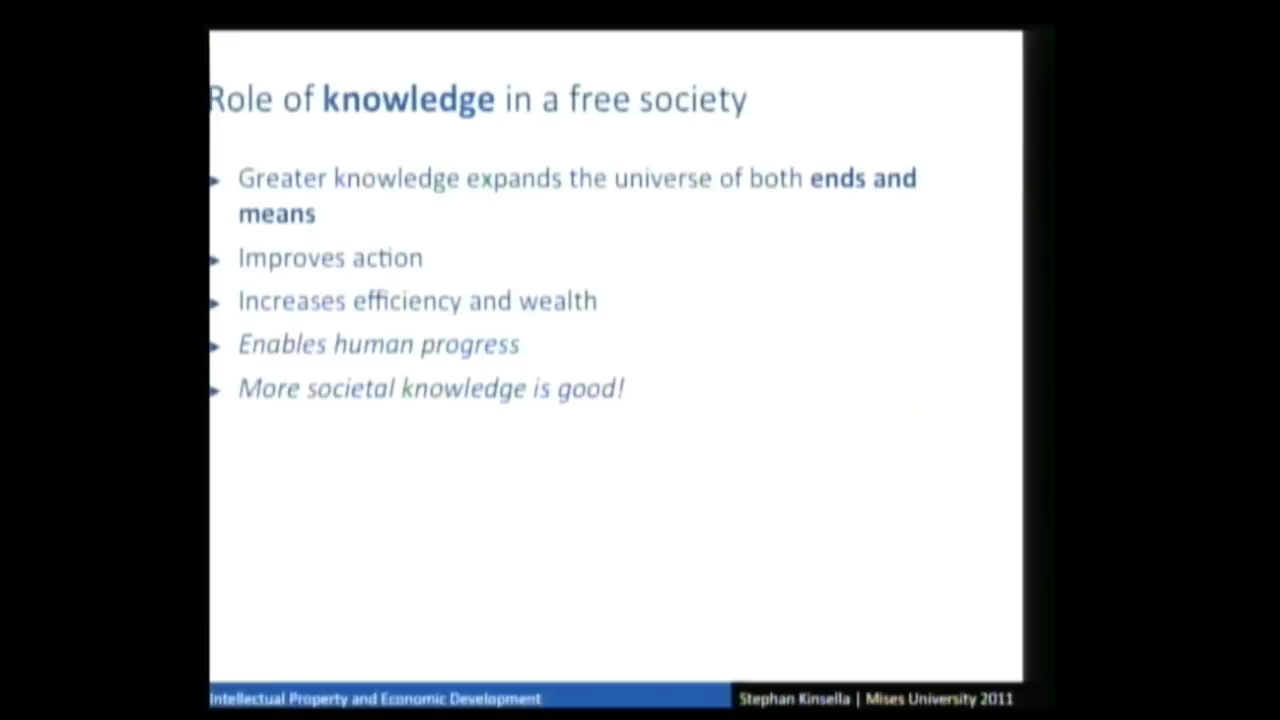 Role of knowledge in a free society
Greater knowledge expands the universe of both ends and
means
Improves action
Increases efficiency and wealth
Enables human progress
More societal knowledge is good!
Intellectual Property and Economic Development
Stephan Kinsella | Mises University 2011